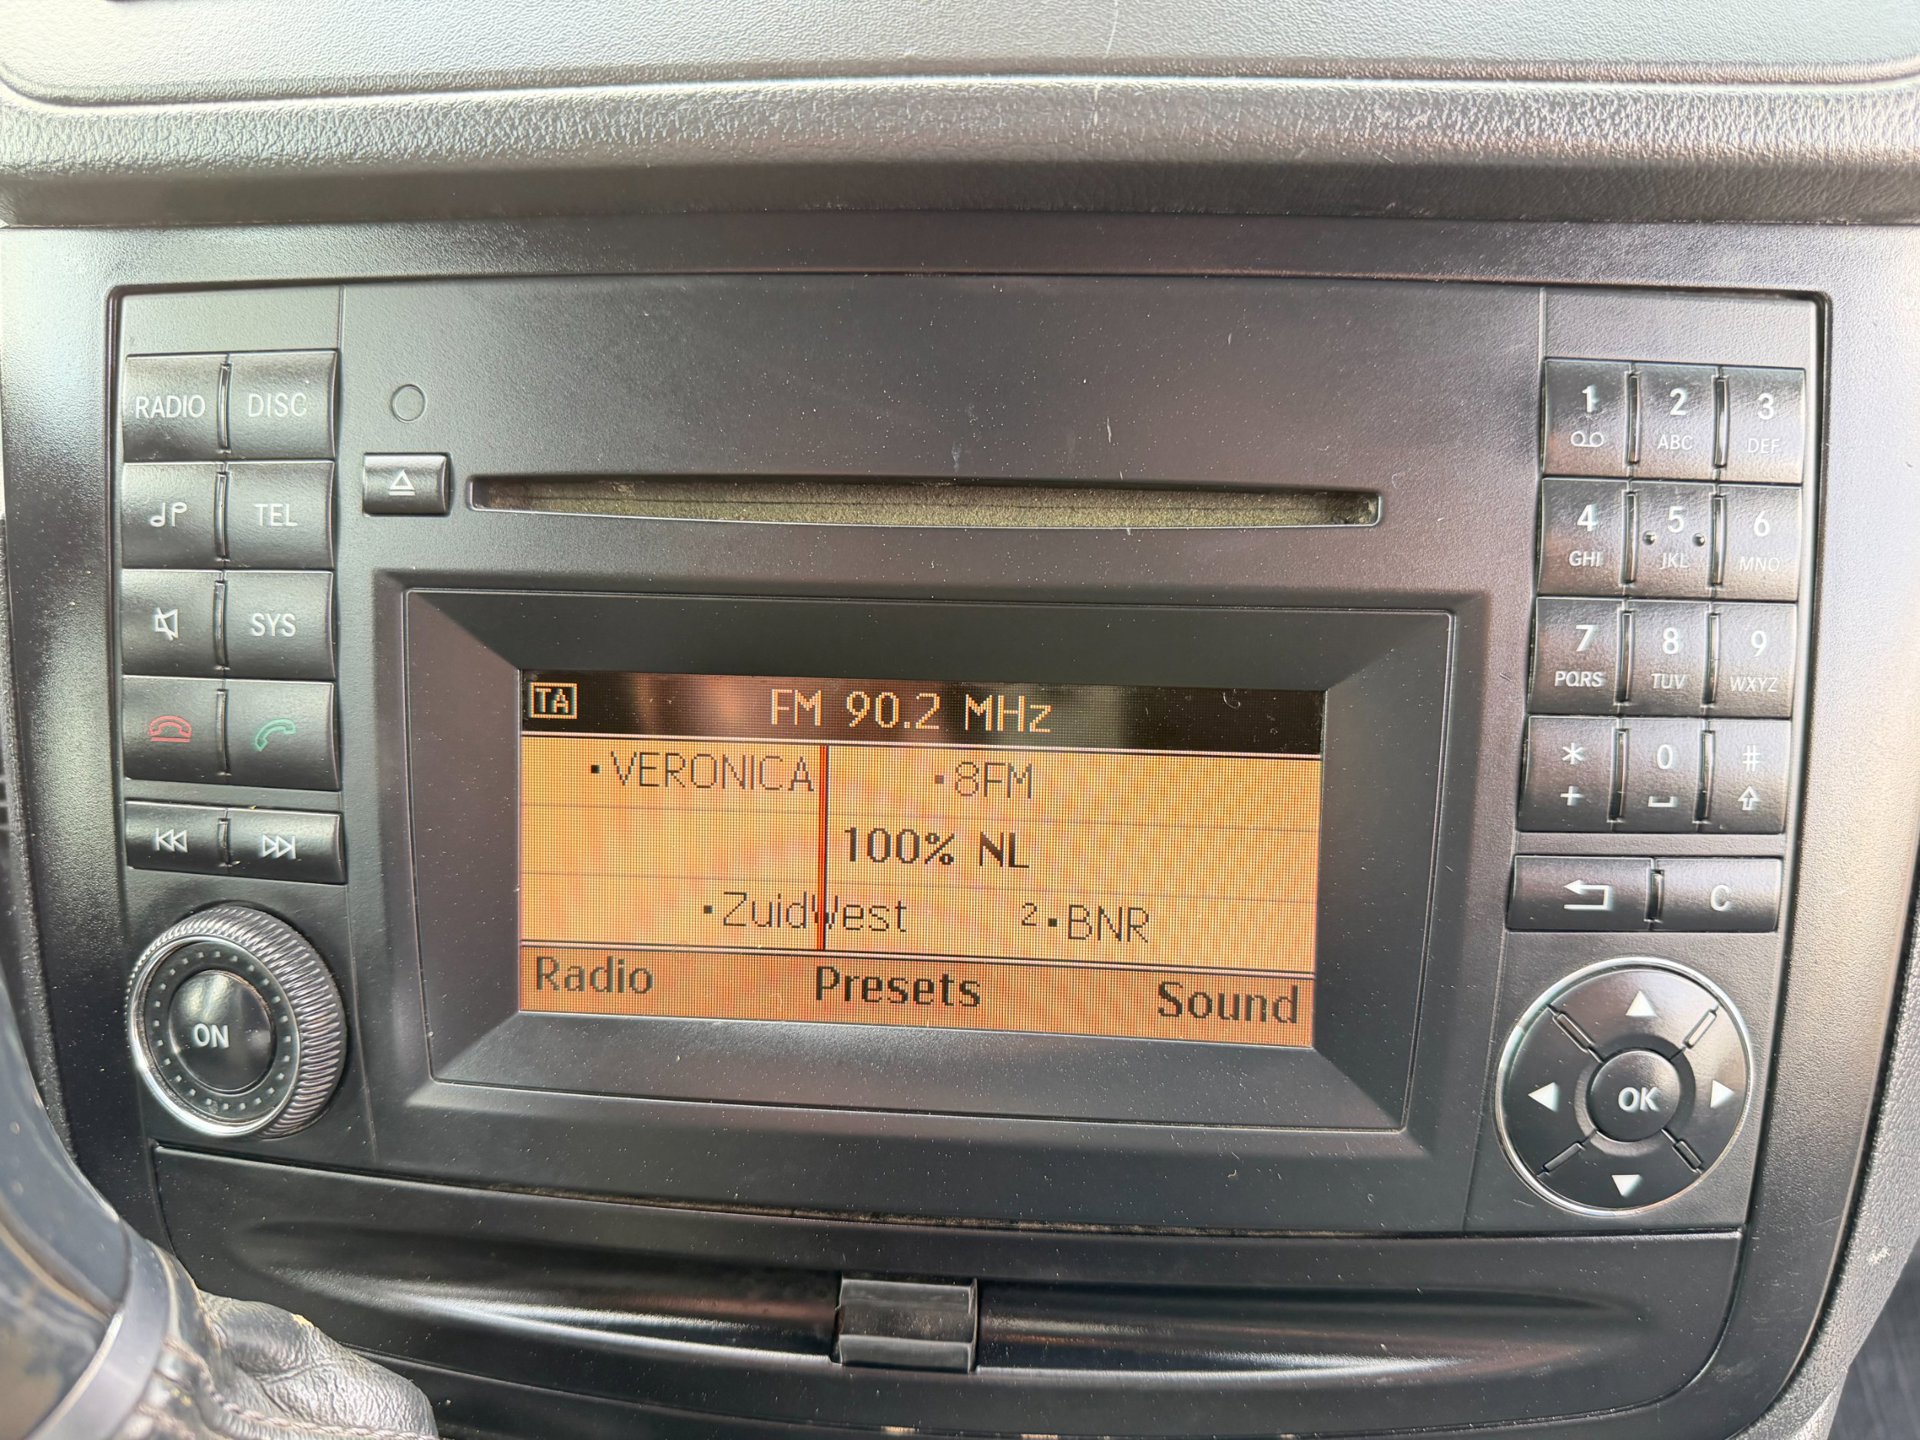 RADIO DISC
TEL
SYS
ON
TA FM 90.2 MHz
▪VERONICA ▪8FM
100% NL
▪ZuidWest 2▪BNR
Radio Presets Sound
1 2 3
ABC DEF
4 5 6
GHI JKL MNO
7 8 9
PQRS TUV WXYZ
* 0 #
+
C
OK